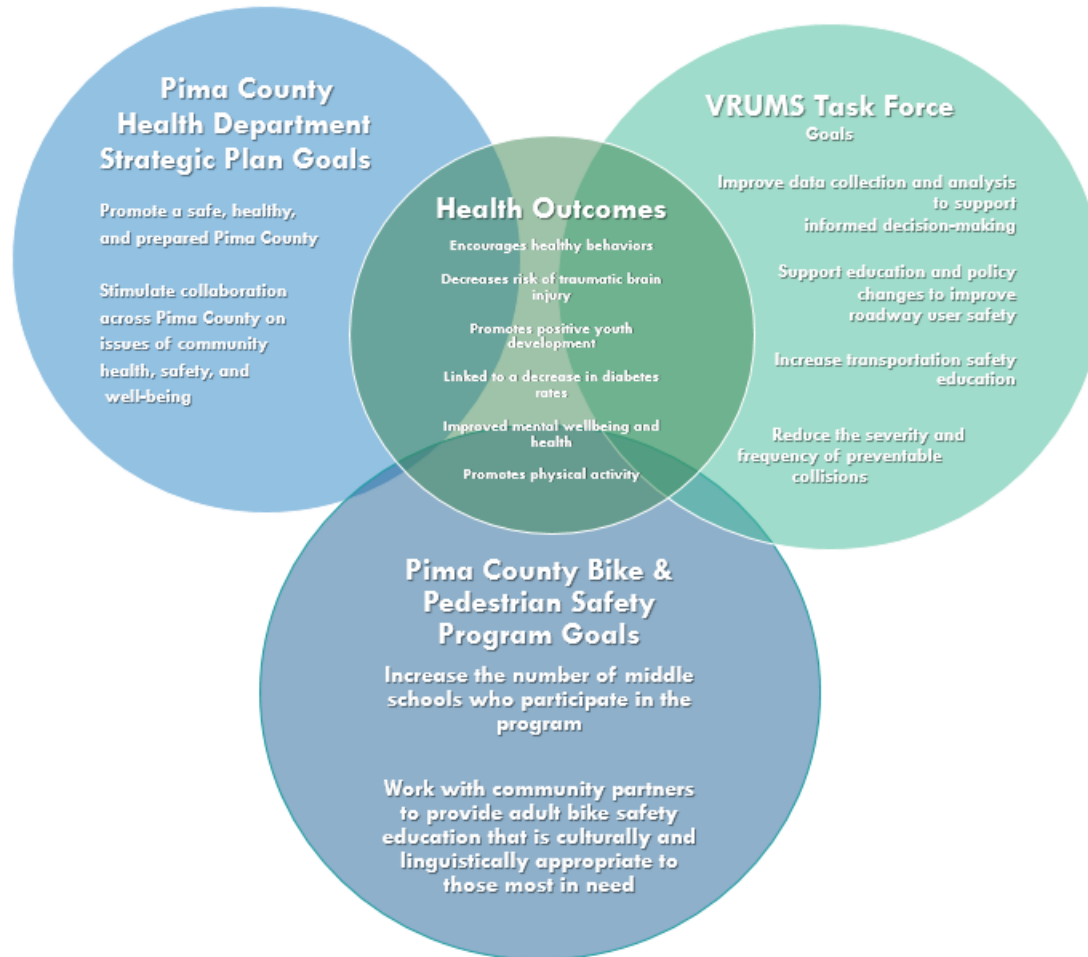 Pima County
Health Department
Strategic Plan Goals
Promote a safe, healthy,
and prepared Pima County
Stimulate collaboration
across Pima County on
issues of community
health, safety, and
well-being
Health Outcomes
Encourages healthy behaviors
Decreases risk of traumatic brain
injury
Promotes positive youth
development
Linked to a decrease in diabetes
rates
Improved mental wellbeing and
health
Promotes physical activity
VRUMS Task Force
Goals
Improve data collection and analysis
to support
informed decision-making
Support education and policy
changes to improve
roadway user safety
Increase transportation safety
education
Reduce the severity and
frequency of preventable
collisions
Pima County Bike &
Pedestrian Safety
Program Goals
Increase the number of middle
schools who participate in the
program
Work with community partners
to provide adult bike safety
education that is culturally and
linguistically appropriate to
those most in need